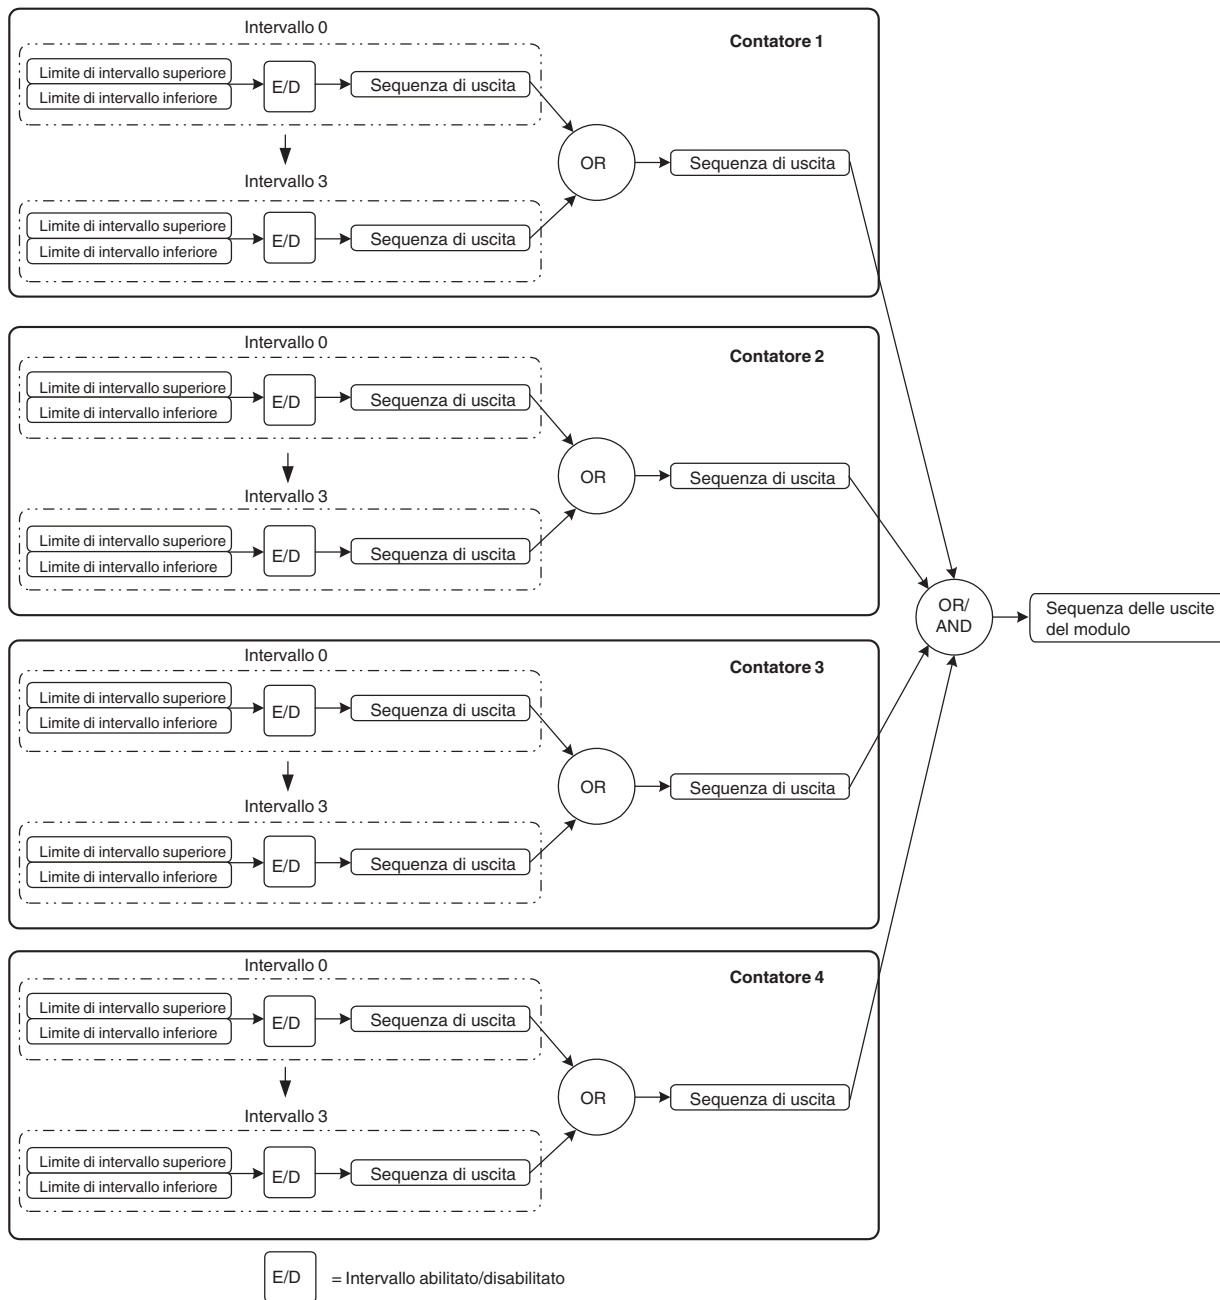 Intervallo 0
Contatore 1
Limite di intervallo superiore
Limite di intervallo inferiore
E/D
Sequenza di uscita
OR
Sequenza di uscita
Intervallo 3
Limite di intervallo superiore
Limite di intervallo inferiore
E/D
Sequenza di uscita
Intervallo 0
Contatore 2
Limite di intervallo superiore
Limite di intervallo inferiore
E/D
Sequenza di uscita
OR
Sequenza di uscita
Intervallo 3
Limite di intervallo superiore
Limite di intervallo inferiore
E/D
Sequenza di uscita
OR/
AND
Sequenza delle uscite
del modulo
Intervallo 0
Contatore 3
Limite di intervallo superiore
Limite di intervallo inferiore
E/D
Sequenza di uscita
OR
Sequenza di uscita
Intervallo 3
Limite di intervallo superiore
Limite di intervallo inferiore
E/D
Sequenza di uscita
Intervallo 0
Contatore 4
Limite di intervallo superiore
Limite di intervallo inferiore
E/D
Sequenza di uscita
OR
Sequenza di uscita
Intervallo 3
Limite di intervallo superiore
Limite di intervallo inferiore
E/D
Sequenza di uscita
E/D
= Intervallo abilitato/disabilitato